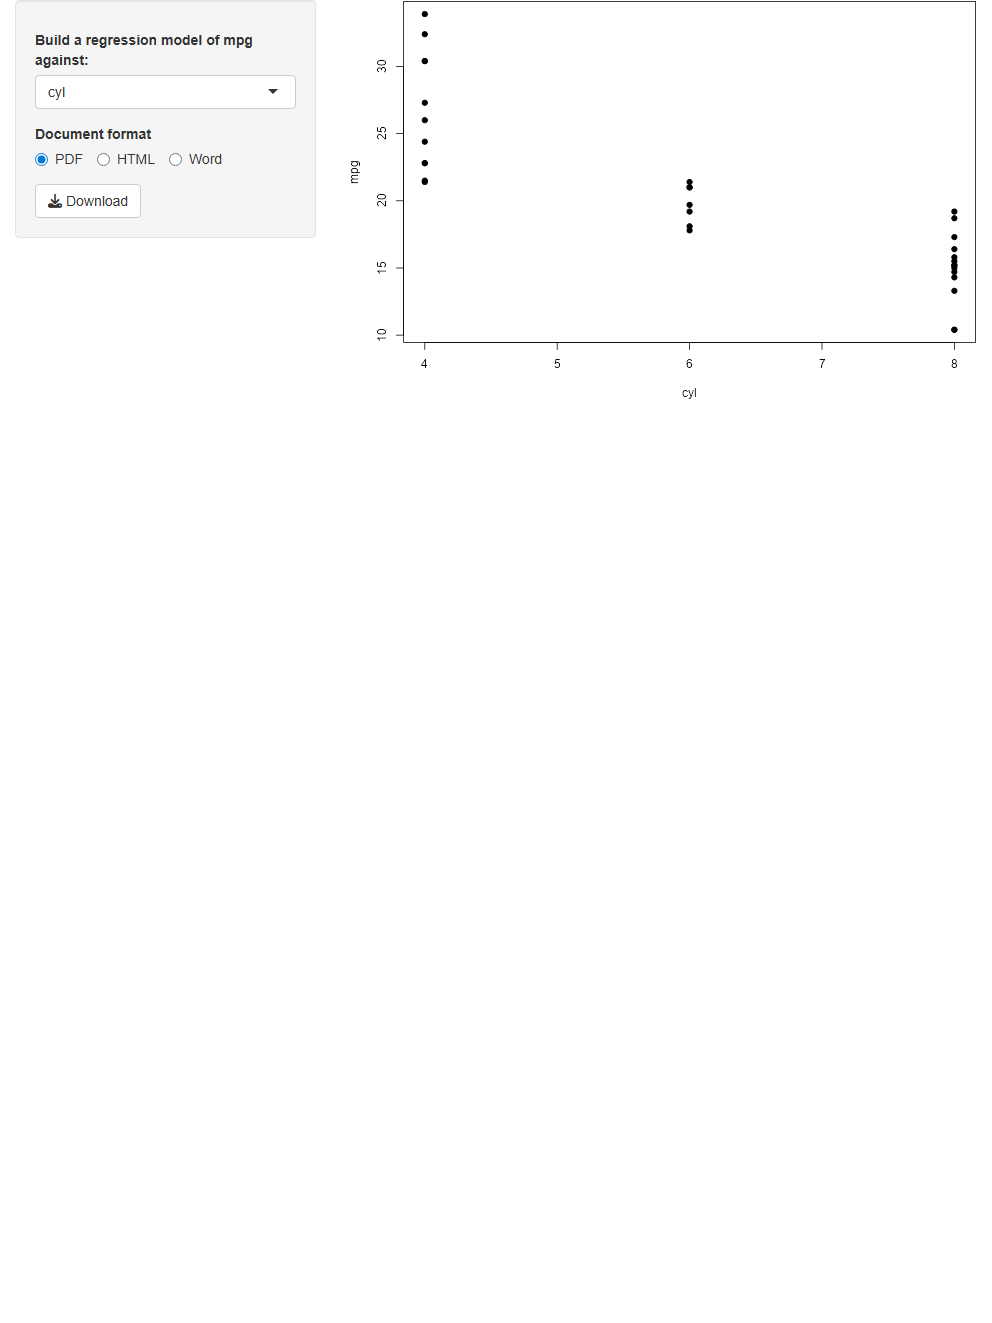 Build a regression model of mpg
against:
cyl
Document format
PDF HTML Word
Download
mpg
30
25
20
15
10
4 5 6 7 8
cyl